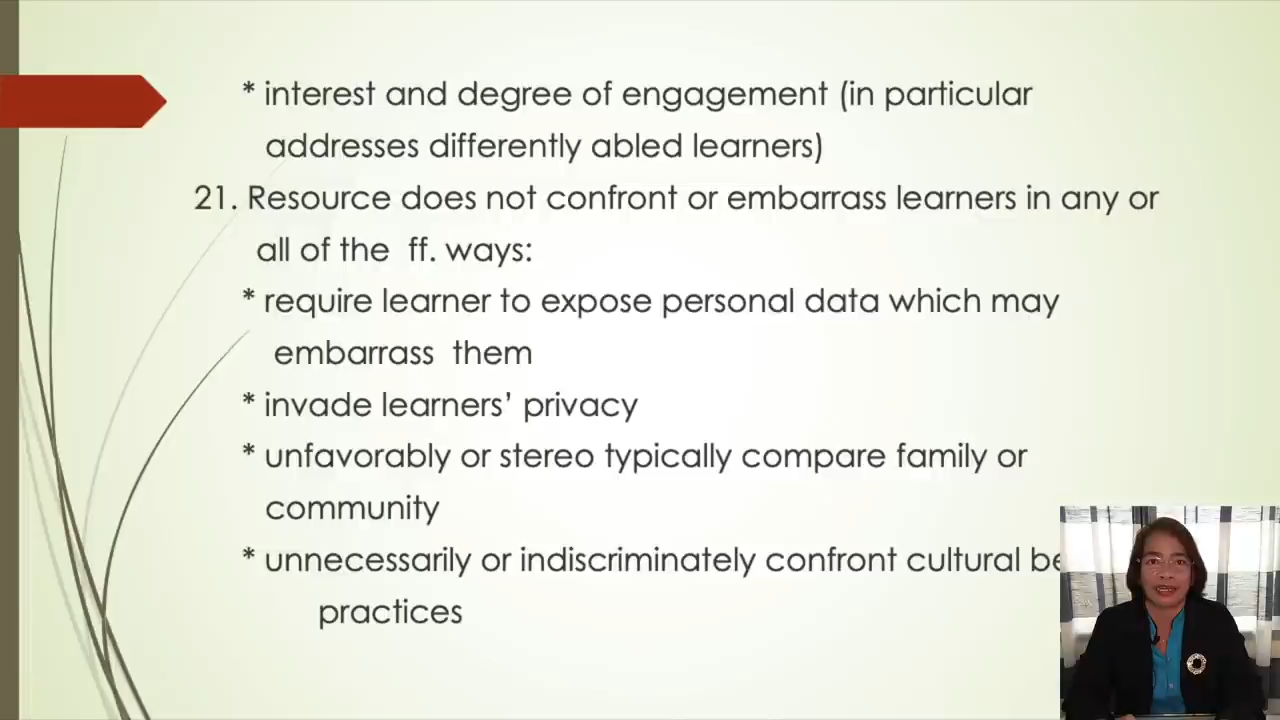 * interest and degree of engagement (in particular
addresses differently abled learners)
21. Resource does not confront or embarrass learners in any or
all of the ff. ways:
* require learner to expose personal data which may
embarrass them
* invade learners’ privacy
* unfavorably or stereo typically compare family or
community
* unnecessarily or indiscriminately confront cultural
practices